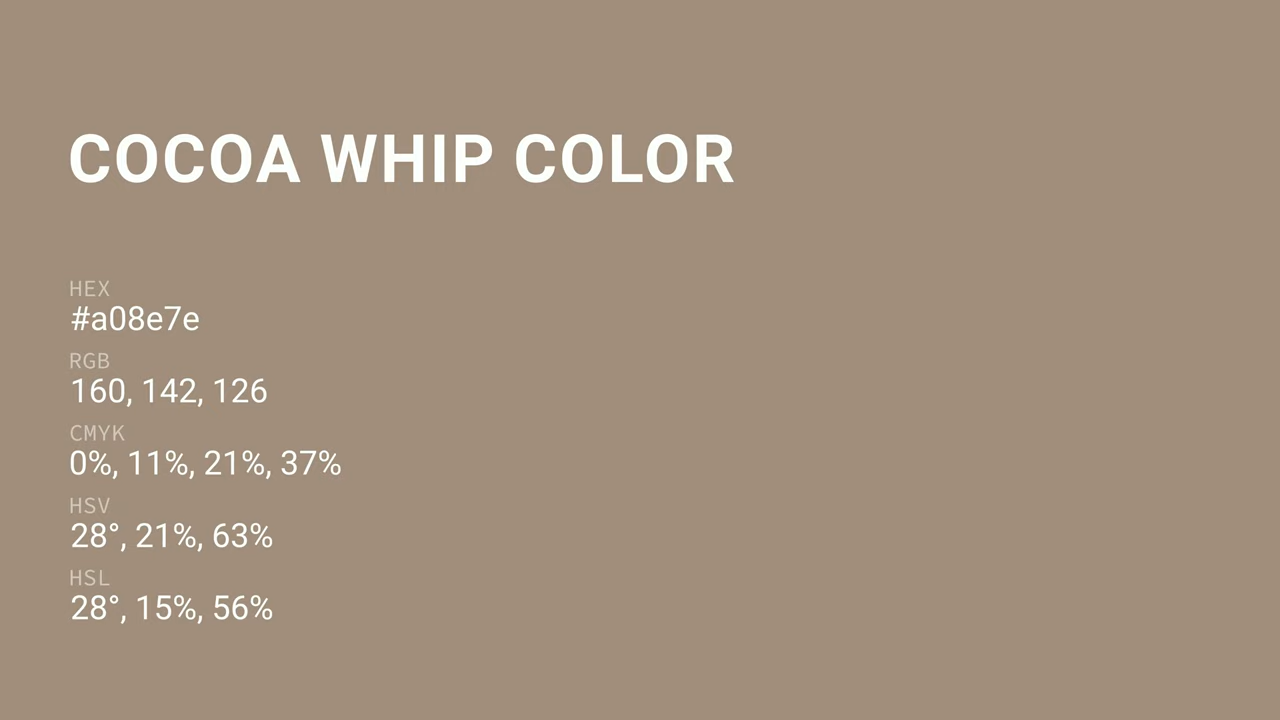 COCOA WHIP COLOR
HEX
#a08e7e
RGB
160, 142, 126
CMYK
0%, 11%, 21%, 37%
HSV
28°, 21%, 63%
HSL
28°, 15%, 56%